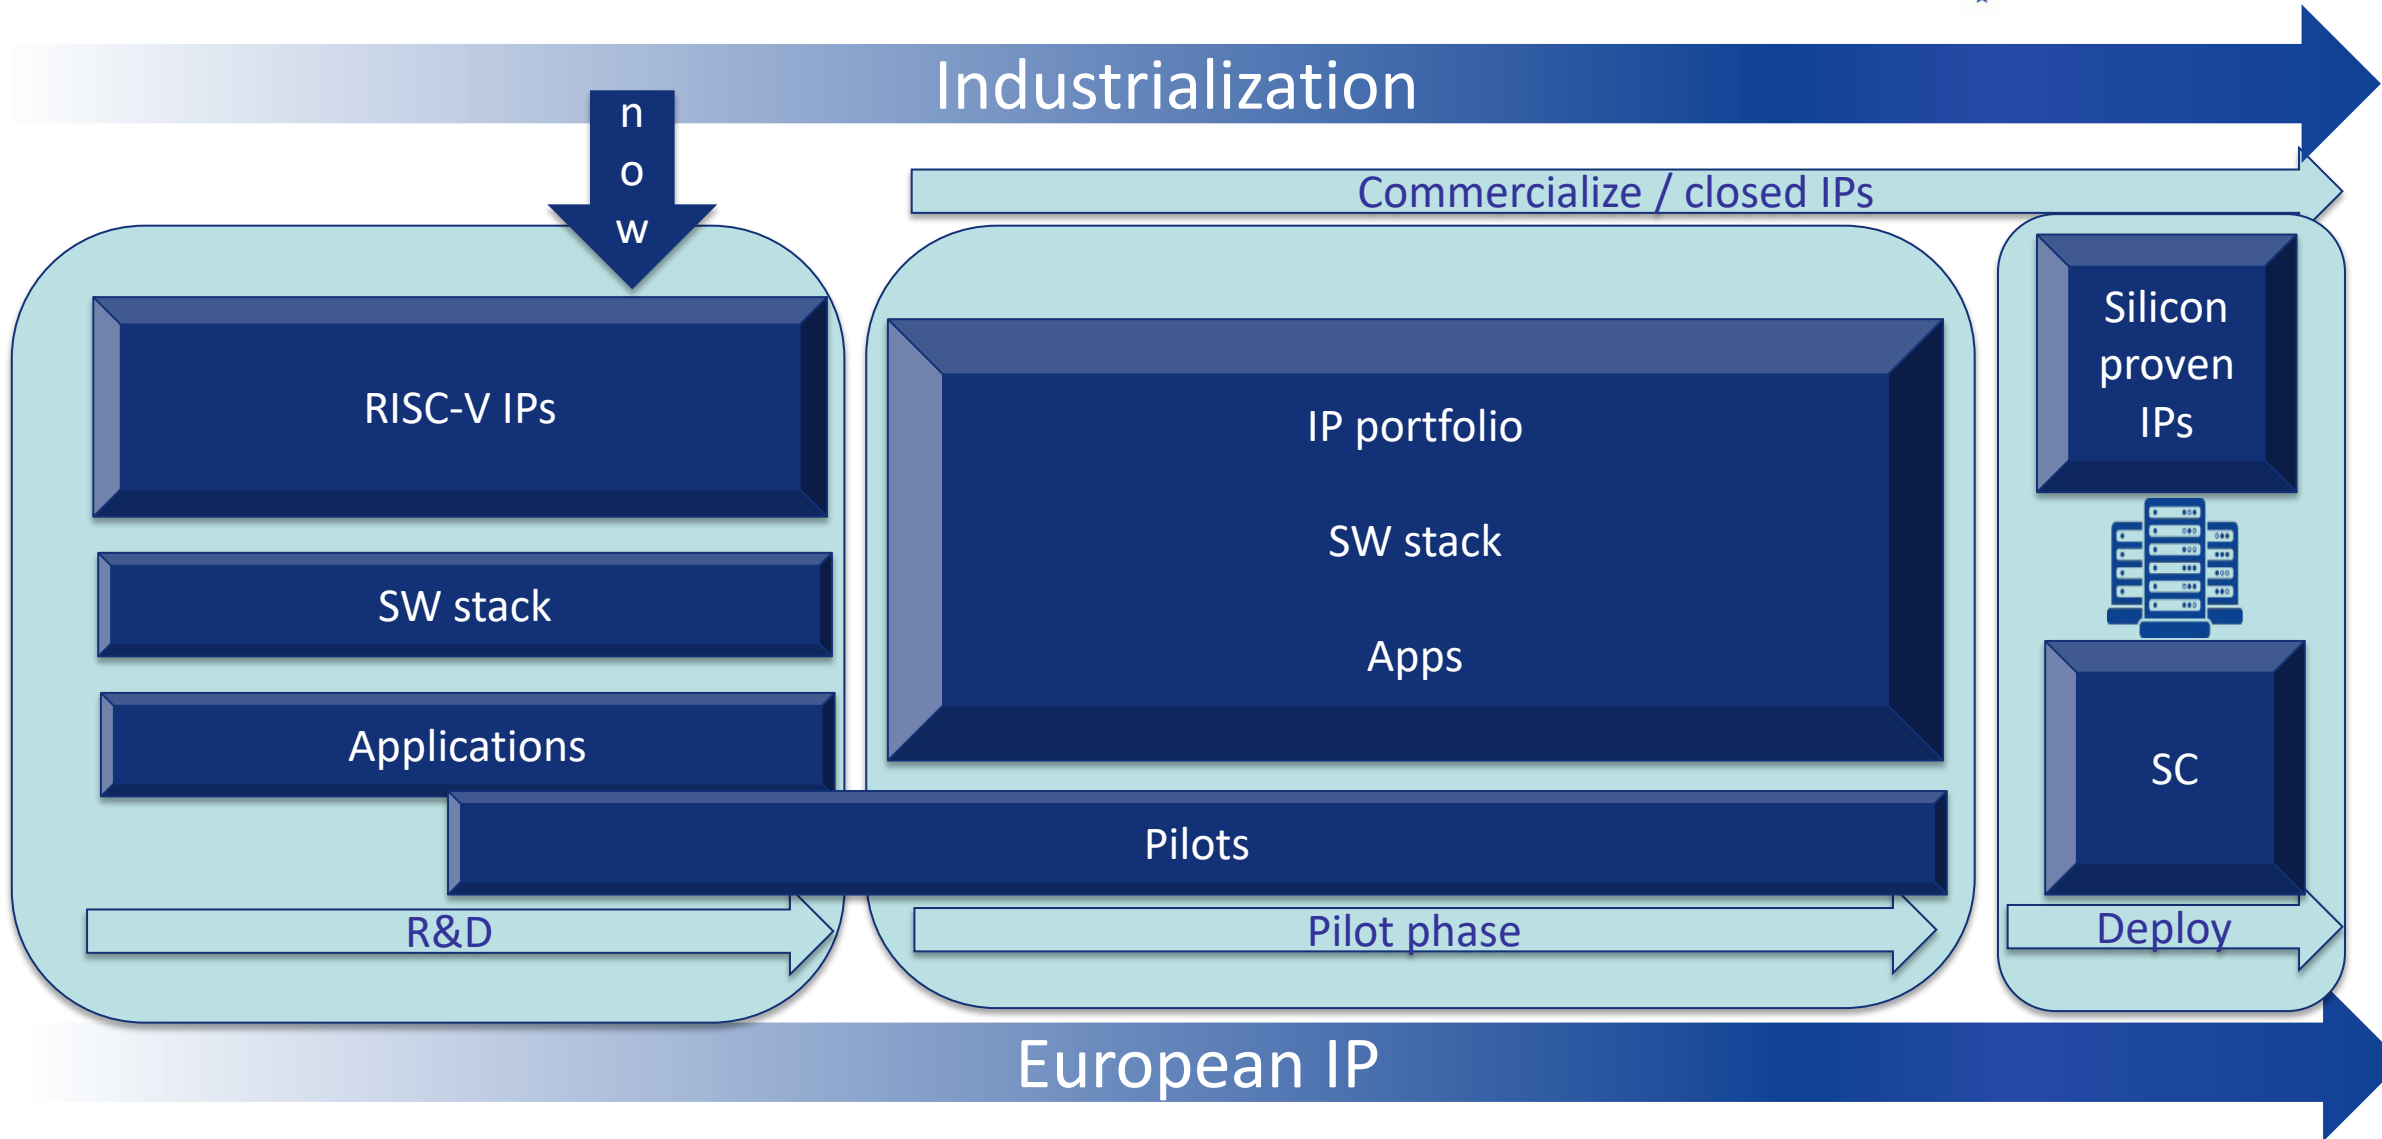 Industrialization
now
Commercialize / closed IPs
RISC-V IPs
SW stack
Applications
IP portfolio
SW stack
Apps
Pilots
Silicon
proven
IPs
SC
R&D
Pilot phase
Deploy
European IP